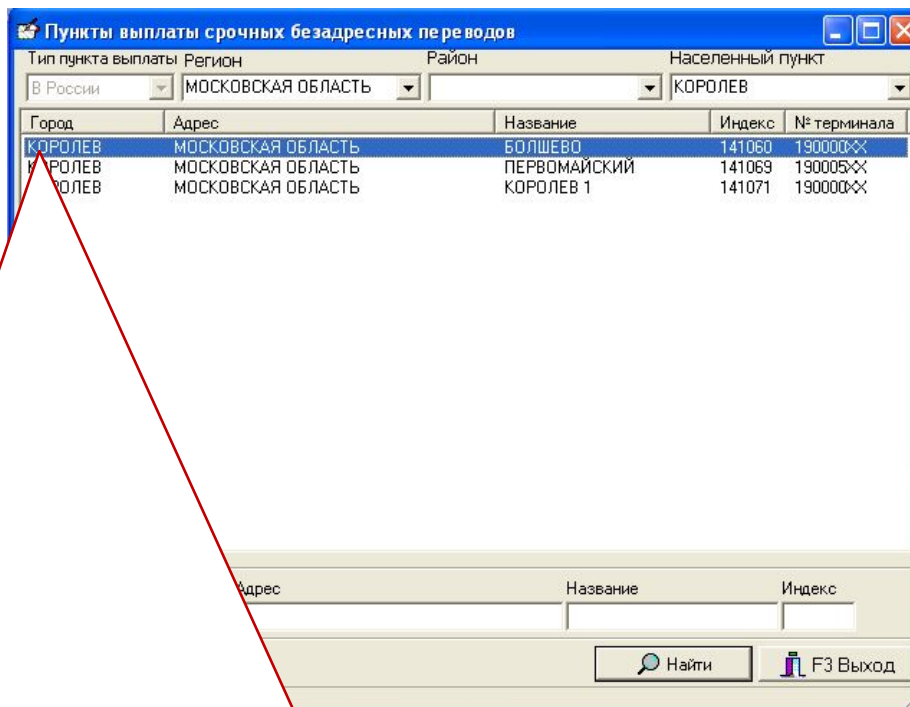 Пункты выплаты срочных безадресных переводов
Тип пункта выплаты Регион Район Населенный пункт
В России МОСКОВСКАЯ ОБЛАСТЬ КОРОЛЕВ
Город Адрес Название Индекс № терминала
КОРОЛЕВ МОСКОВСКАЯ ОБЛАСТЬ БОЛШЕВО 141060 190000XX
КОРОЛЕВ МОСКОВСКАЯ ОБЛАСТЬ ПЕРВОМАЙСКИЙ 141069 190005XX
КОРОЛЕВ МОСКОВСКАЯ ОБЛАСТЬ КОРОЛЕВ 1 141071 190000XX
Адрес Название Индекс
Найти F3 Выход